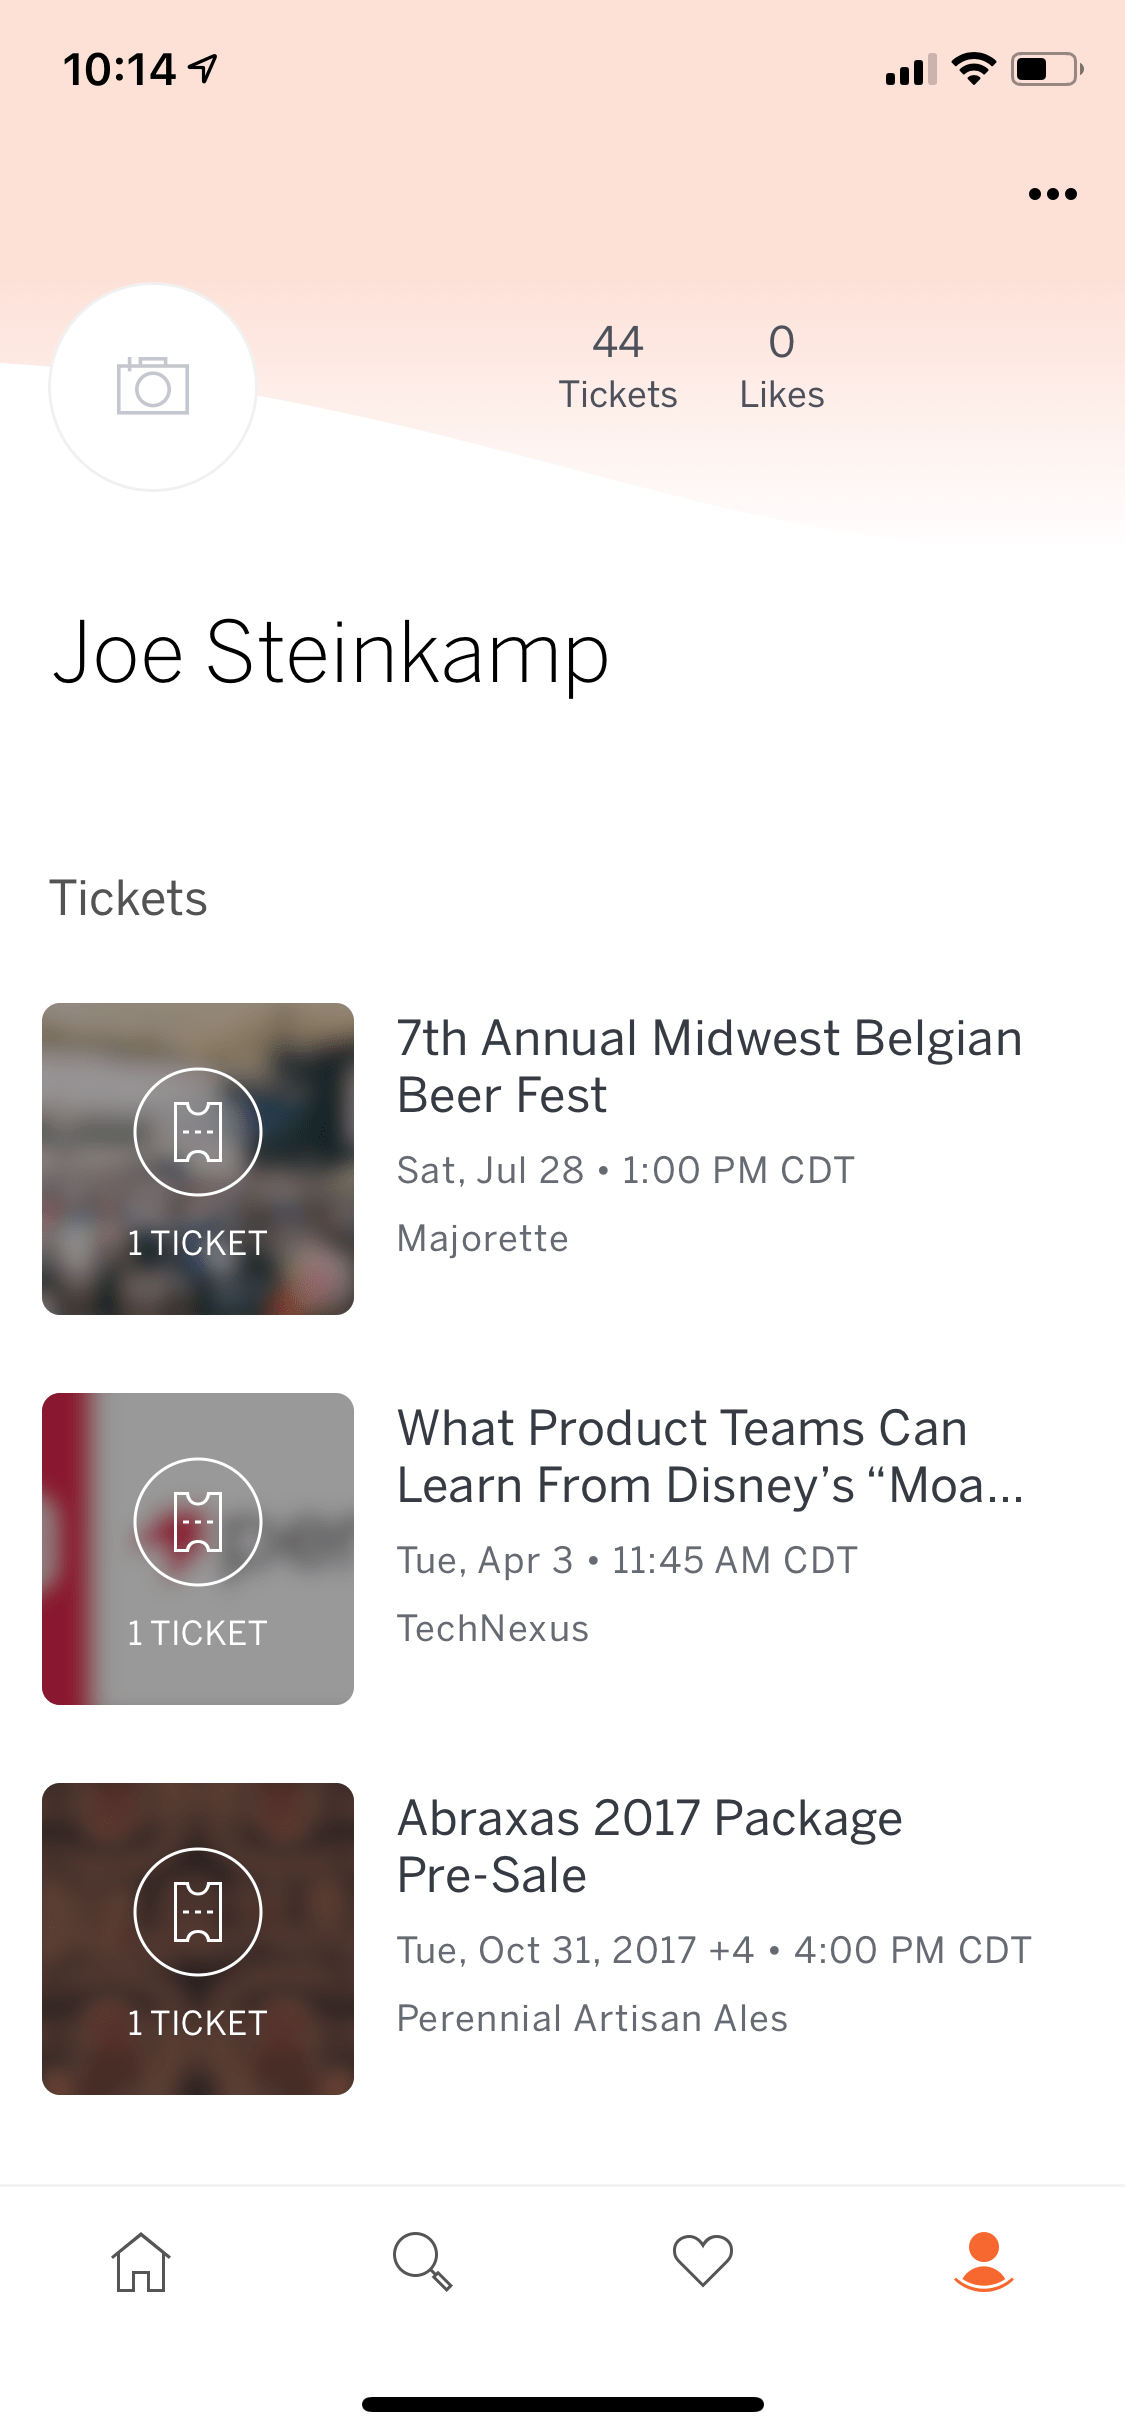 10:14
44 0
Tickets Likes
Joe Steinkamp
Tickets
7th Annual Midwest Belgian
Beer Fest
Sat, Jul 28 • 1:00 PM CDT
Majorette
1 TICKET
What Product Teams Can
Learn From Disney’s “Moa...
Tue, Apr 3 • 11:45 AM CDT
TechNexus
1 TICKET
Abraxas 2017 Package
Pre-Sale
Tue, Oct 31, 2017 +4 • 4:00 PM CDT
Perennial Artisan Ales
1 TICKET